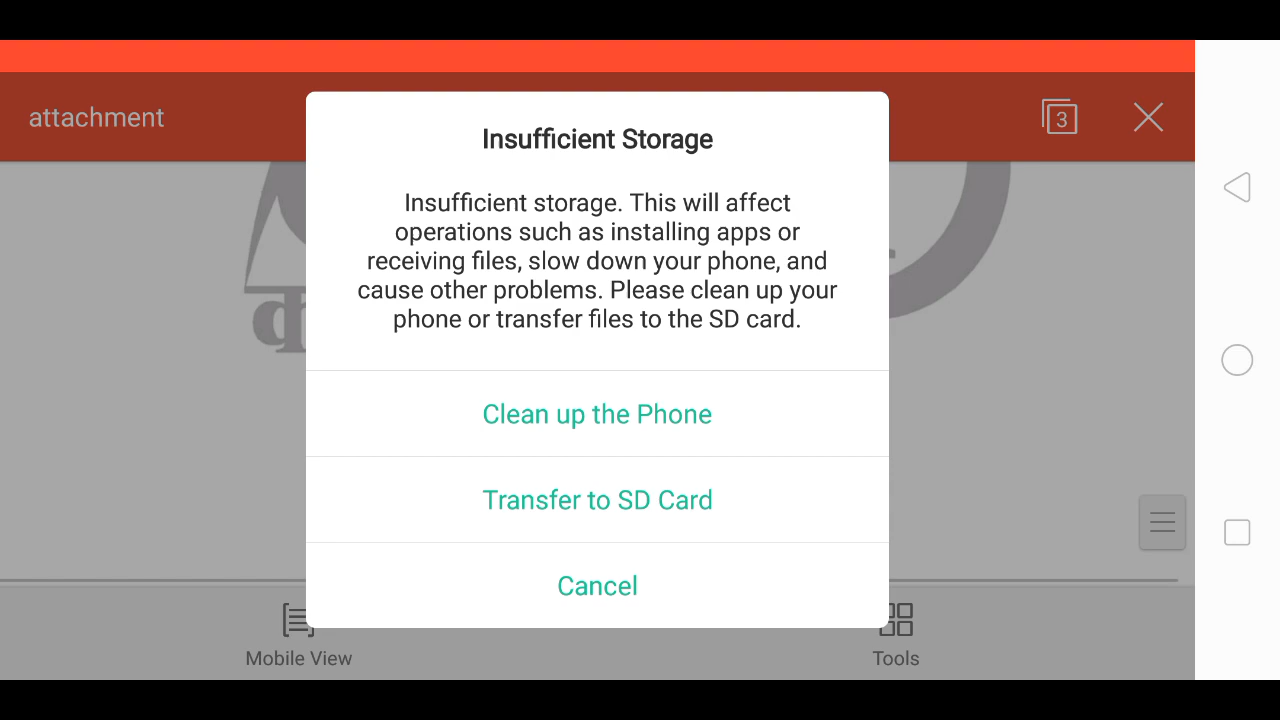 attachment
3
Insufficient Storage
Insufficient storage. This will affect
operations such as installing apps or
receiving files, slow down your phone, and
cause other problems. Please clean up your
phone or transfer files to the SD card.
Clean up the Phone
Transfer to SD Card
Cancel
Mobile View
Tools